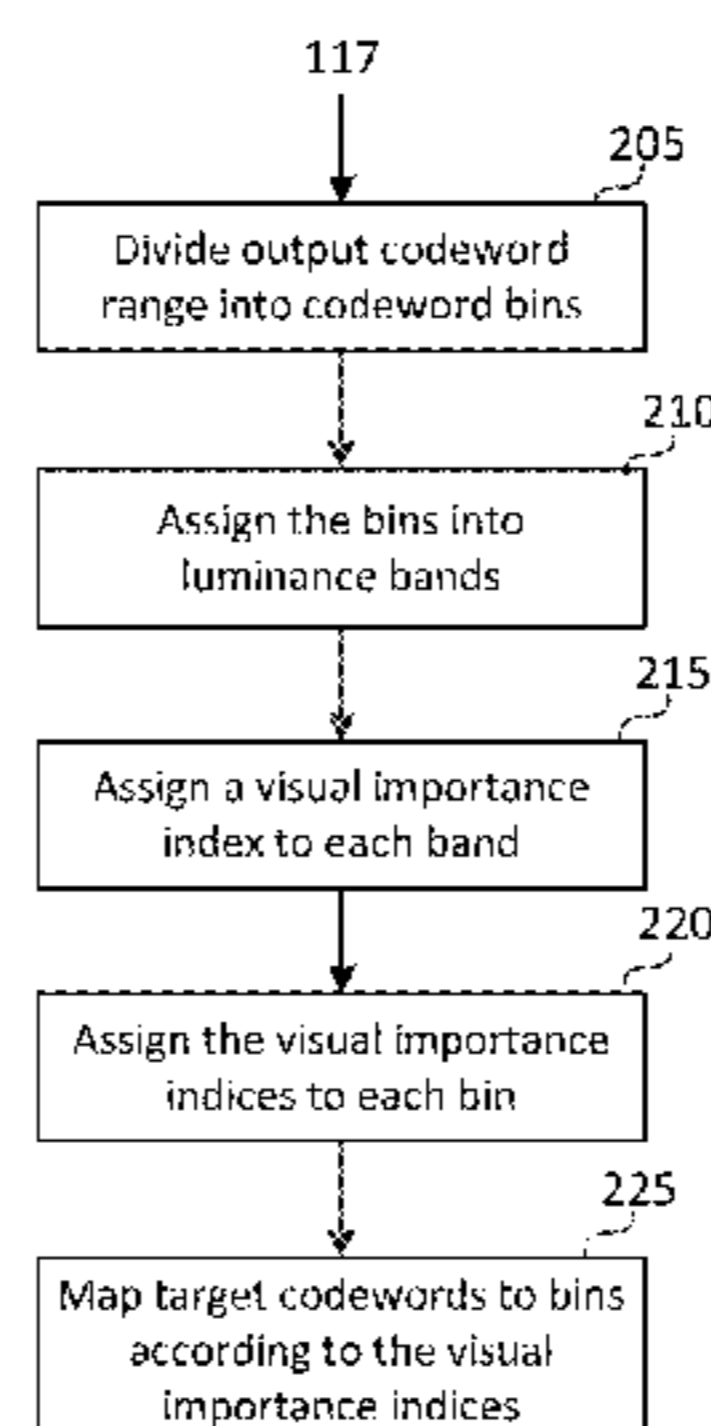 117
205
Divide output codeword
range into codeword bins
210
Assign the bins into
luminance bands
215
Assign a visual importance
index to each band
220
Assign the visual importance
indices to each bin
225
Map target codewords to bins
according to the visual
importance indices